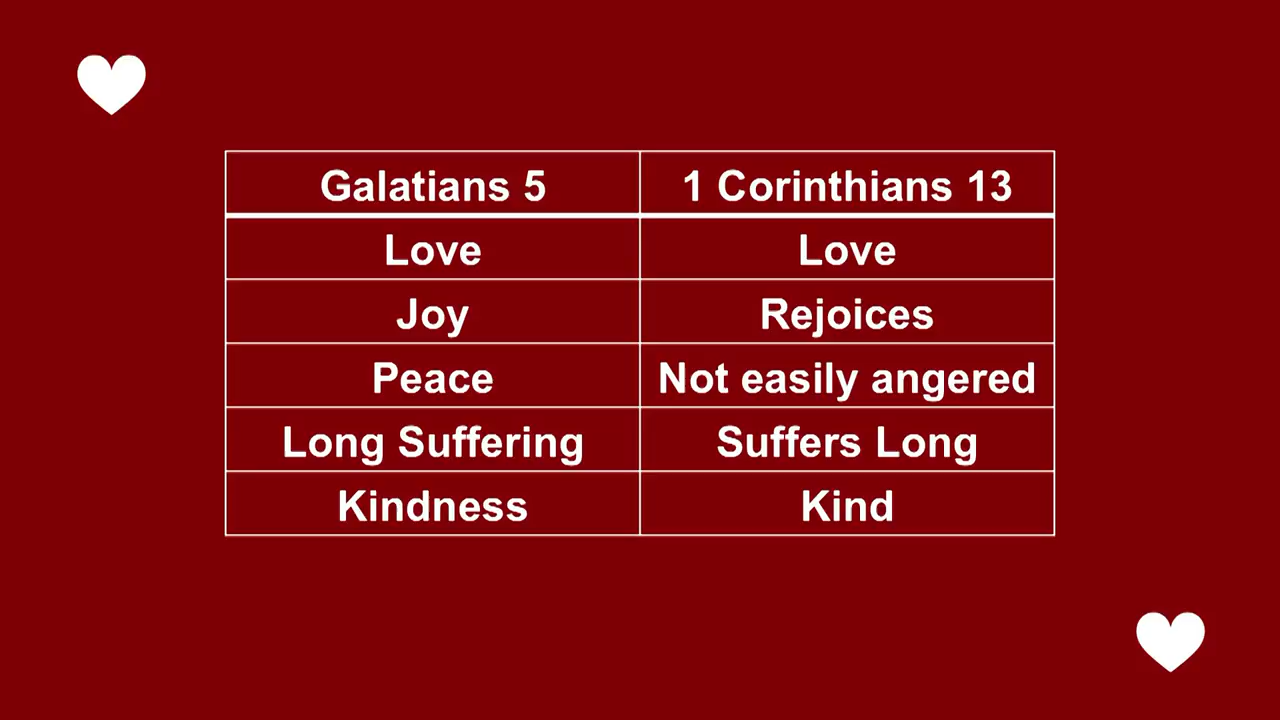 Galatians 5 1 Corinthians 13
Love Love
Joy Rejoices
Peace Not easily angered
Long Suffering Suffers Long
Kindness Kind